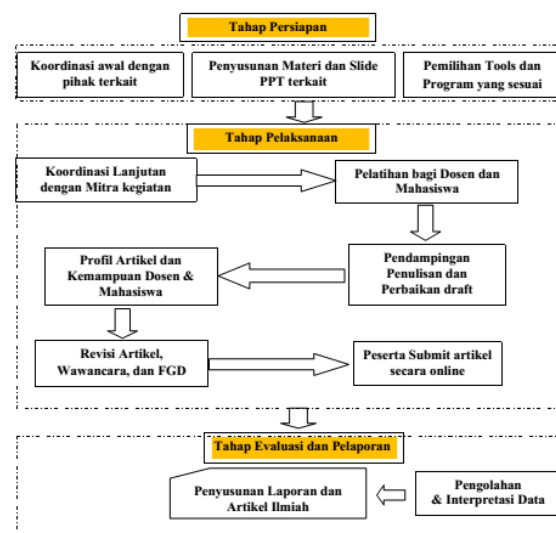 Tahap Persiapan
Koordinasi awal dengan
pihak terkait
Penyusunan Materi dan Slide
PPT terkait
Pemilihan Tools dan
Program yang sesuai
Tahap Pelaksanaan
Koordinasi Lanjutan
dengan Mitra kegiatan
Pelatihan bagi Dosen dan
Mahasiswa
Pendampingan
Penulisan dan
Perbaikan draft
Profil Artikel dan
Kemampuan Dosen &
Mahasiswa
Revisi Artikel,
Wawancara, dan FGD
Peserta Submit artikel
secara online
Tahap Evaluasi dan Pelaporan
Pengolahan
& Interpretasi Data
Penyusunan Laporan dan
Artikel Ilmiah